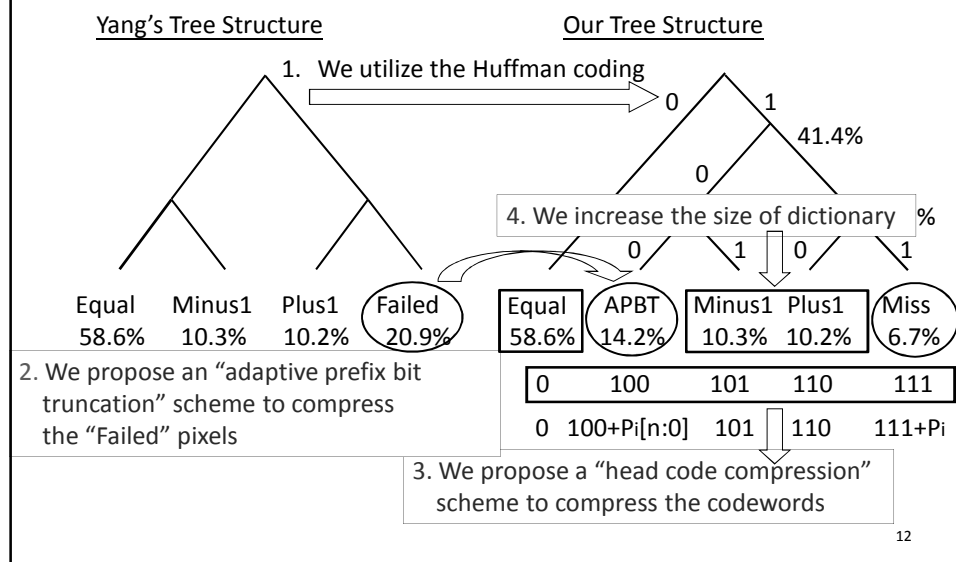 Yang's Tree Structure
Our Tree Structure
1. We utilize the Huffman coding
0
1
41.4%
0
4. We increase the size of dictionary
%
0
1
0
1
Equal Minus1 Plus1 Failed
58.6% 10.3% 10.2% 20.9%
Equal APBT Minus1 Plus1 Miss
58.6% 14.2% 10.3% 10.2% 6.7%
2. We propose an "adaptive prefix bit
truncation" scheme to compress
the "Failed" pixels
0 100 101 110 111
0 100+Pi[n:0] 101 110 111+Pi
3. We propose a "head code compression"
scheme to compress the codewords
12